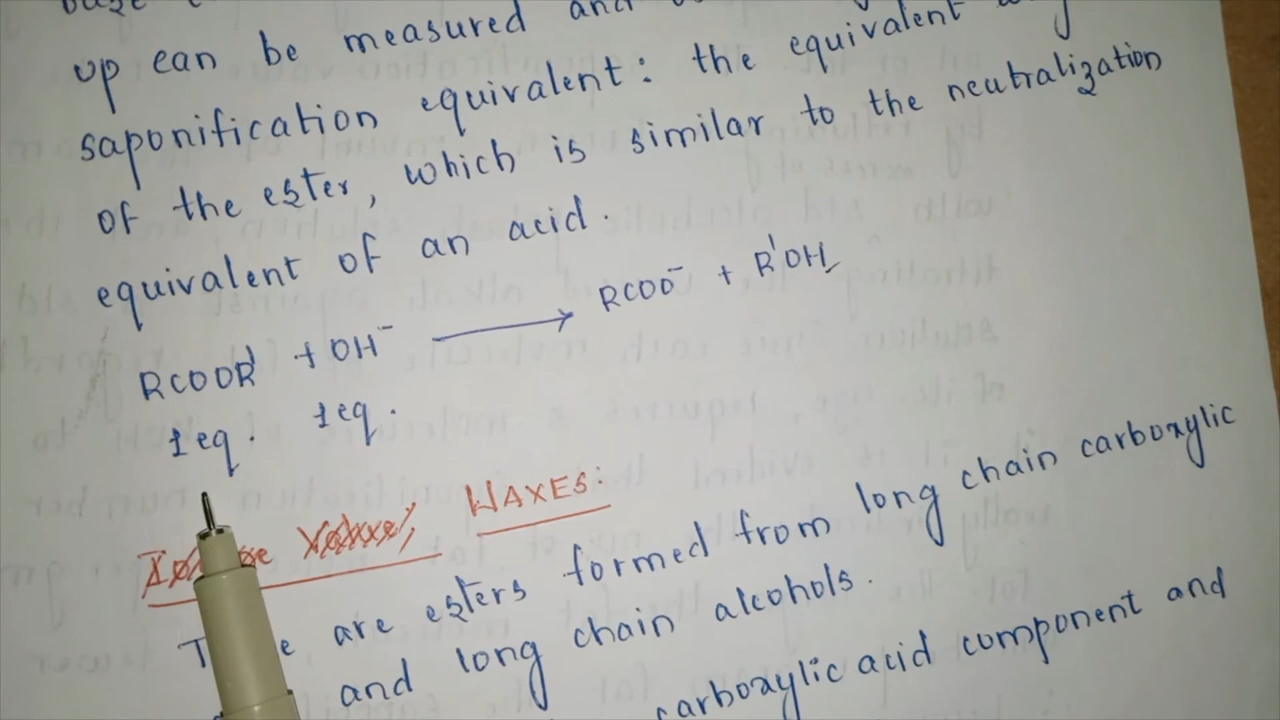 up can be measured and
saponification equivalent: the equivalent
of the ester, which is similar to the neutralization
equivalent of an acid.
RCOOR' + OH⁻ ⟶ RCOO⁻ + R'OH
1eq. 1eq.
WAXES:
are esters formed from long chain carboxylic
and long chain alcohols.
carboxylic acid component and